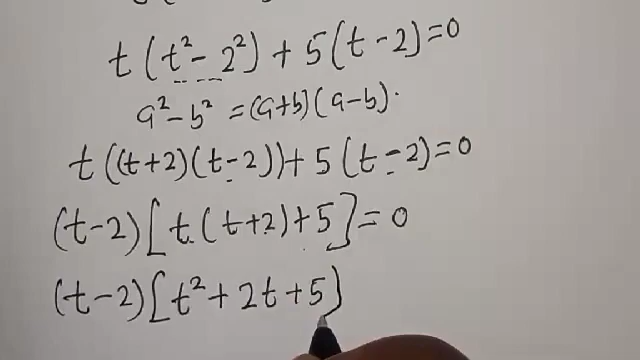 t(t² - 2²) + 5(t - 2) = 0
a² - b² = (a+b)(a-b).
t((t+2)(t-2)) + 5(t-2) = 0
(t-2)[t.(t+2)+5] = 0
(t-2)[t² + 2t + 5]